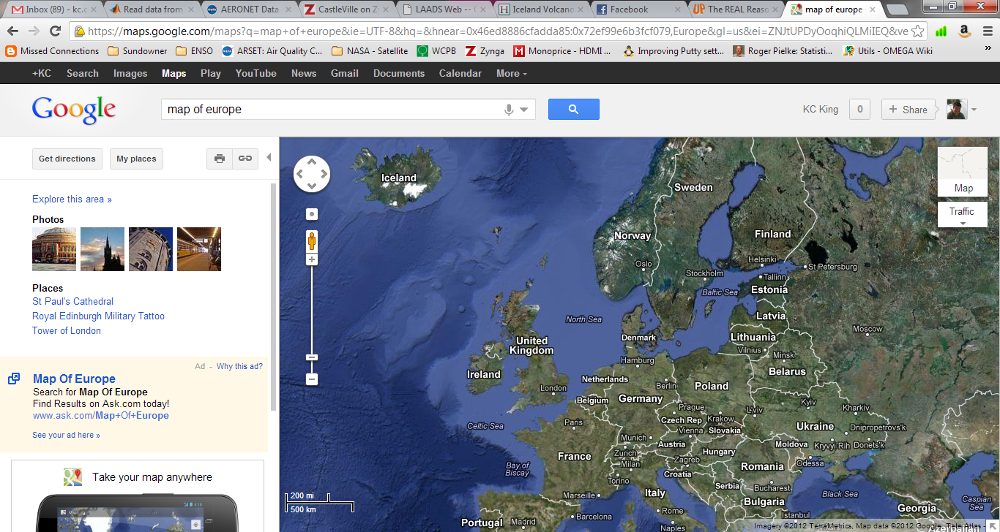 Inbox (89) - kc.c
Read data from
AERONET Data
CastleVille on Z
LAADS Web --
Iceland Volcano
Facebook
The REAL Reaso
map of europe
https://maps.google.com/maps?q=map+of+europe&ie=UTF-8&hq=&hnear=0x46ed8886cfadda85:0x72ef99e6b3fcf079,Europe&gl=us&ei=ZNJtUPDyOoqhiQLMiIEQ&ve
Missed Connections
Sundowner
ENSO
ARSET: Air Quality C...
NASA - Satellite
WCPB
Zynga
Monoprice - HDMI ...
Improving Putty sett...
Roger Pielke: Statisti...
Utils - OMEGA Wiki
»
+KC Search Images Maps Play YouTube News Gmail Documents Calendar More
Google
map of europe
KC King
0
+ Share
Get directions
My places
Explore this area »
Photos
Places
St Paul's Cathedral
Royal Edinburgh Military Tattoo
Tower of London
Ad - Why this ad?
Map Of Europe
Search for Map Of Europe
Find Results on Ask.com today!
www.ask.com/Map+Of+Europe
See your ad here »
Take your map anywhere
Map
Traffic
Iceland
Sweden
Norway
Finland
Oslo
Helsinki
St Petersburg
Stockholm
Tallinn
Baltic Sea
Estonia
Latvia
North Sea
Moscow
Denmark
Lithuania
United
Kingdom
Vilnius
Minsk
Hamburg
Ireland
Belarus
Netherlands
London
Berlin
Poland
Belgium
Germany
Kyiv
Kharkiv
Prague
L'viv
Czech Rep
Krakow
Celtic Sea
Paris
Vienna
Slovakia
Ukraine
Dnipropetrovs'k
Munich
Austria
Moldova
Kryvyi Rih
Donets'k
France
Zurich
Hungary
Zagreb
Milan
Odessa
Bay of
Biscay
Romania
Croatia
Torino
Serbia
Bucharest
Marseille
Italy
Black Sea
Bulgaria
Caspian
Sea
Georgia
Rome
Istanbul
Barcelona
Portugal
Madrid
Naples
Azerbaijan
200 mi
500 km
Imagery ©2012 TerraMetrics, Map data ©2012 Google, Tele Atlas